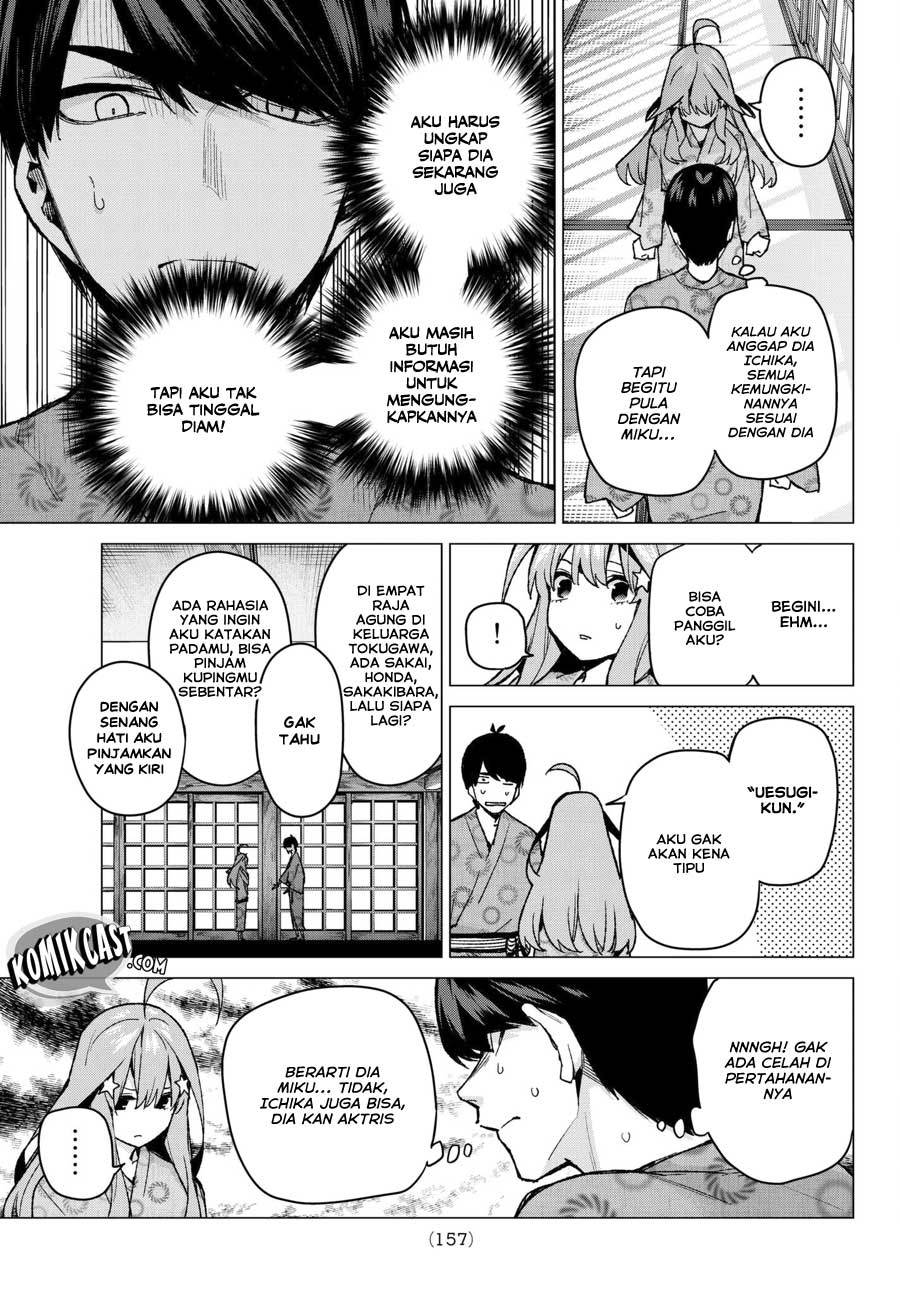 ......
KALAU AKU
ANGGAP DIA
ICHIKA,
SEMUA
KEMUNGKI-
NANNYA
SESUAI
DENGAN DIA
TAPI
BEGITU
PULA
DENGAN
MIKU...
AKU HARUS
UNGKAP
SIAPA DIA
SEKARANG
JUGA
AKU MASIH
BUTUH
INFORMASI
UNTUK
MENGUNG-
KAPKANNYA
TAPI AKU TAK
BISA TINGGAL
DIAM!
BEGINI...
EHM...
BISA
COBA
PANGGIL
AKU?
!
"UESUGI-
KUN."
AKU GAK
AKAN KENA
TIPU
DI EMPAT
RAJA
AGUNG DI
KELUARGA
TOKUGAWA,
ADA SAKAI,
HONDA,
SAKAKIBARA,
LALU SIAPA
LAGI?
GAK
TAHU
ADA RAHASIA
YANG INGIN
AKU KATAKAN
PADAMU, BISA
PINJAM
KUPINGMU
SEBENTAR?
DENGAN
SENANG
HATI AKU
PINJAMKAN
YANG KIRI
KOMIKCAST
.COM
NNNGH! GAK
ADA CELAH DI
PERTAHANAN-
NYA
BERARTI DIA
MIKU... TIDAK,
ICHIKA JUGA BISA,
DIA KAN AKTRIS
.....
(157)